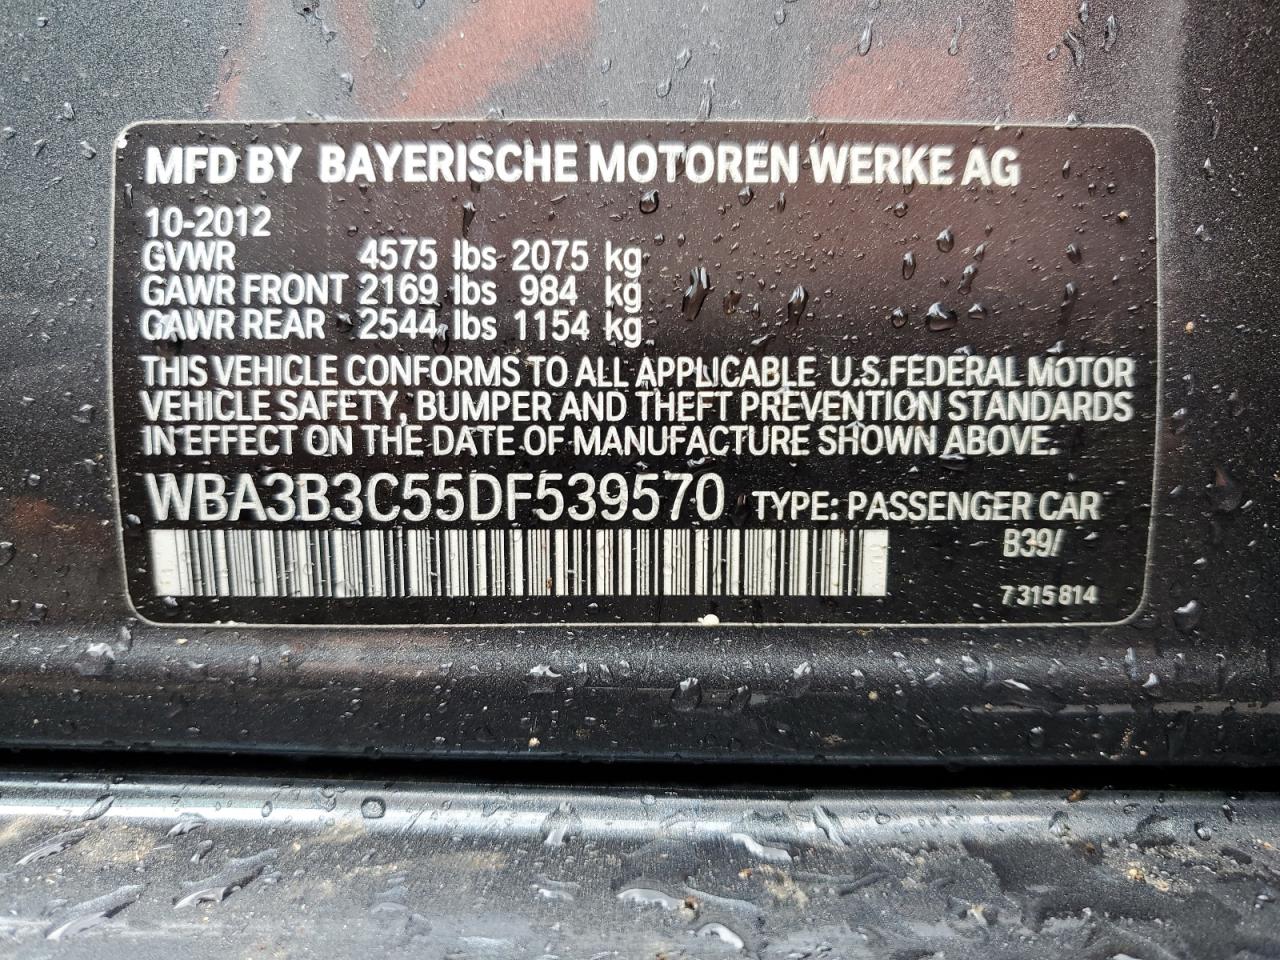 MFD BY BAYERISCHE MOTOREN WERKE AG
10-2012
GVWR 4575 lbs 2075 kg
GAWR FRONT 2169 lbs 984 kg
GAWR REAR 2544 lbs 1154 kg
THIS VEHICLE CONFORMS TO ALL APPLICABLE U.S.FEDERAL MOTOR
VEHICLE SAFETY, BUMPER AND THEFT PREVENTION STANDARDS
IN EFFECT ON THE DATE OF MANUFACTURE SHOWN ABOVE.
WBA3B3C55DF539570 TYPE: PASSENGER CAR
B39/
7 315 814